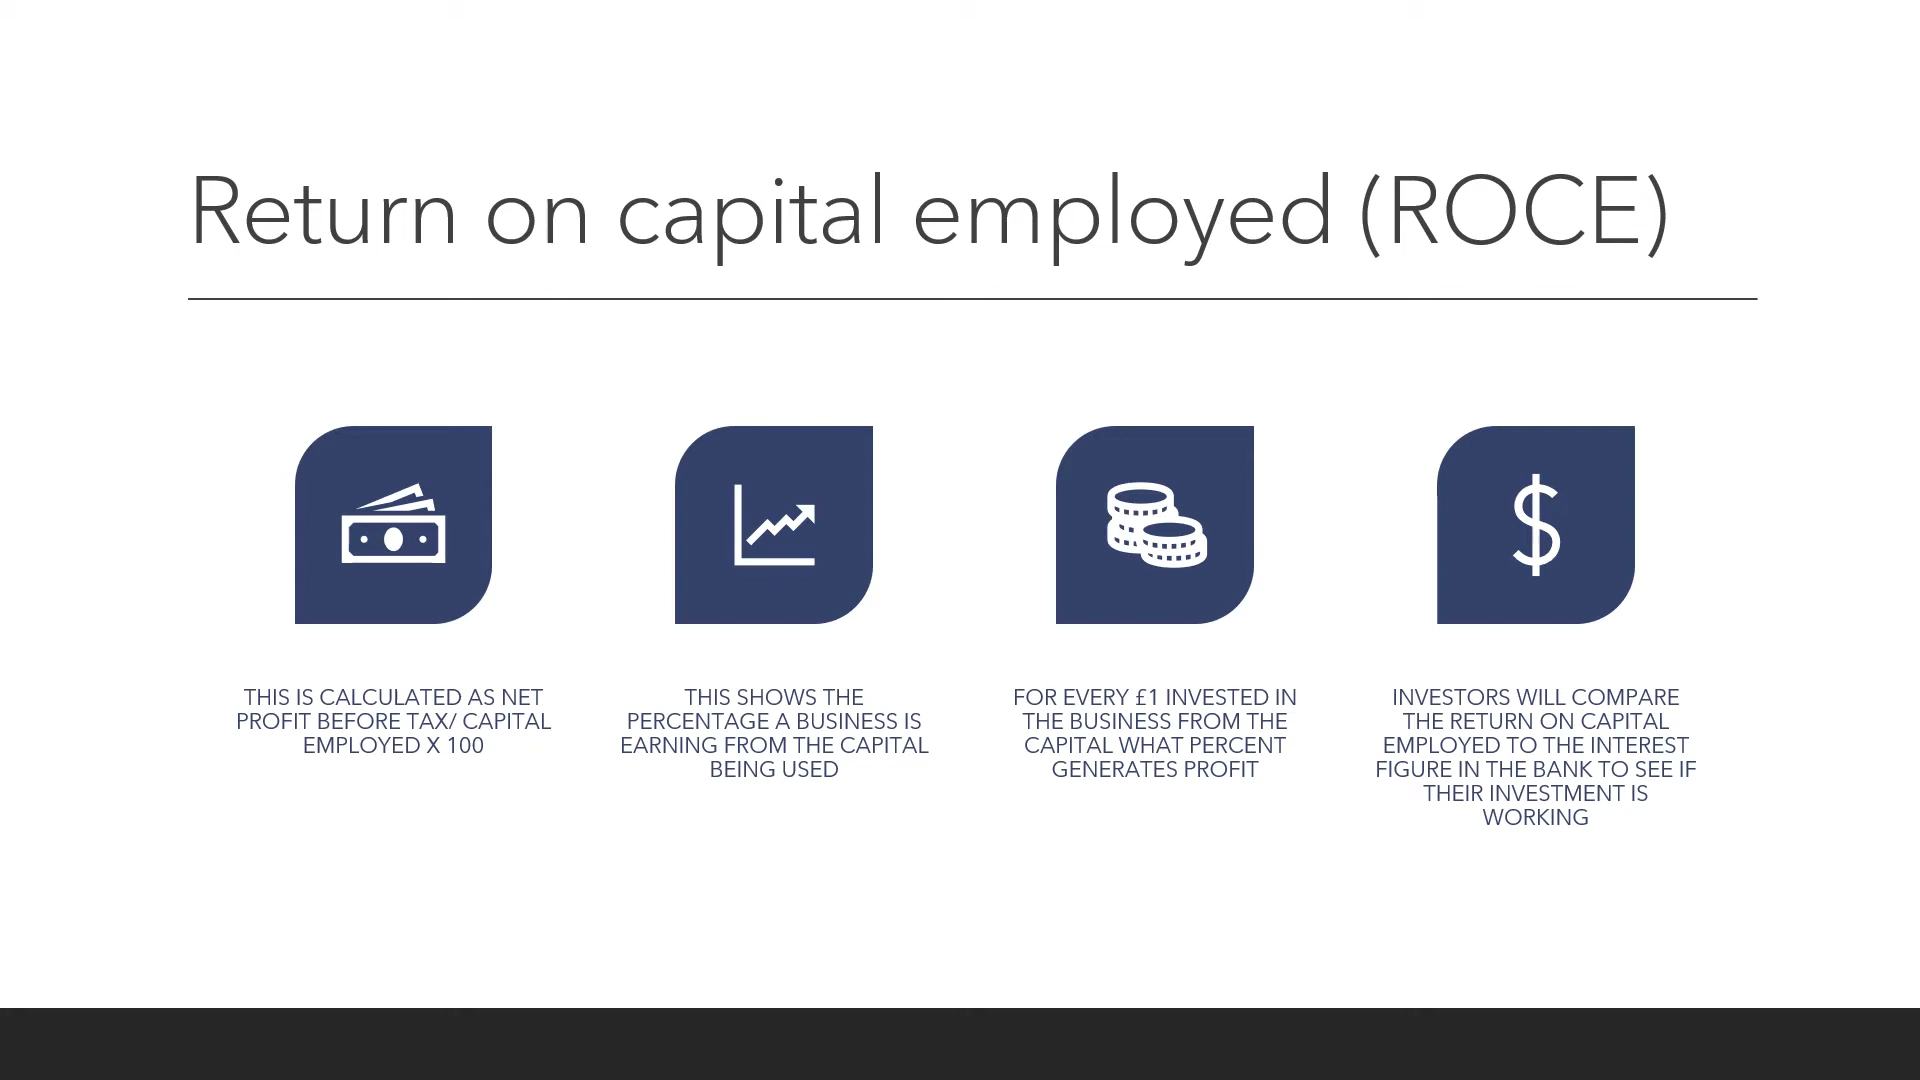 Return on capital employed (ROCE)
THIS IS CALCULATED AS NET
PROFIT BEFORE TAX/ CAPITAL
EMPLOYED X 100
THIS SHOWS THE
PERCENTAGE A BUSINESS IS
EARNING FROM THE CAPITAL
BEING USED
FOR EVERY £1 INVESTED IN
THE BUSINESS FROM THE
CAPITAL WHAT PERCENT
GENERATES PROFIT
INVESTORS WILL COMPARE
THE RETURN ON CAPITAL
EMPLOYED TO THE INTEREST
FIGURE IN THE BANK TO SEE IF
THEIR INVESTMENT IS
WORKING